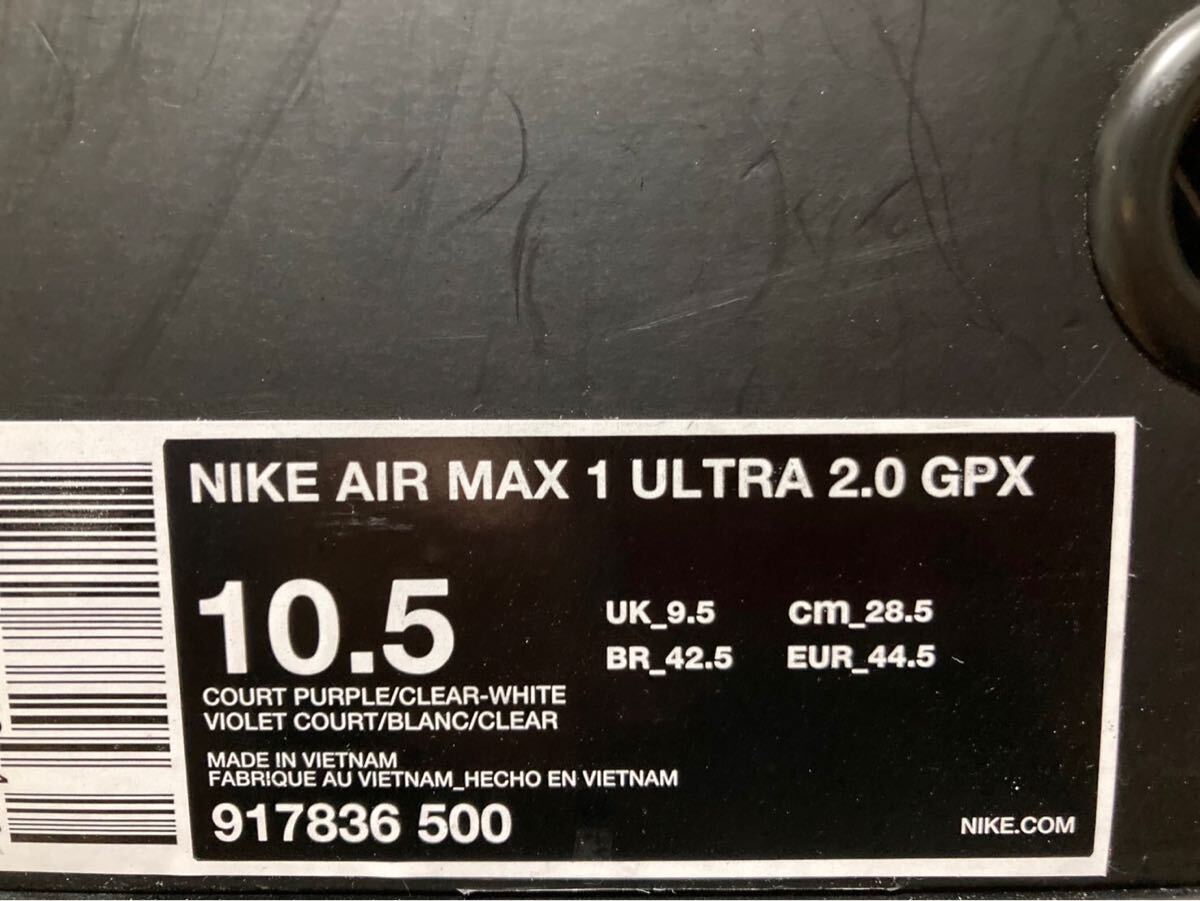 NIKE AIR MAX 1 ULTRA 2.0 GPX
10.5
UK_9.5 cm_28.5
BR_42.5 EUR_44.5
COURT PURPLE/CLEAR-WHITE
VIOLET COURT/BLANC/CLEAR
MADE IN VIETNAM
FABRIQUE AU VIETNAM_HECHO EN VIETNAM
917836 500
NIKE.COM